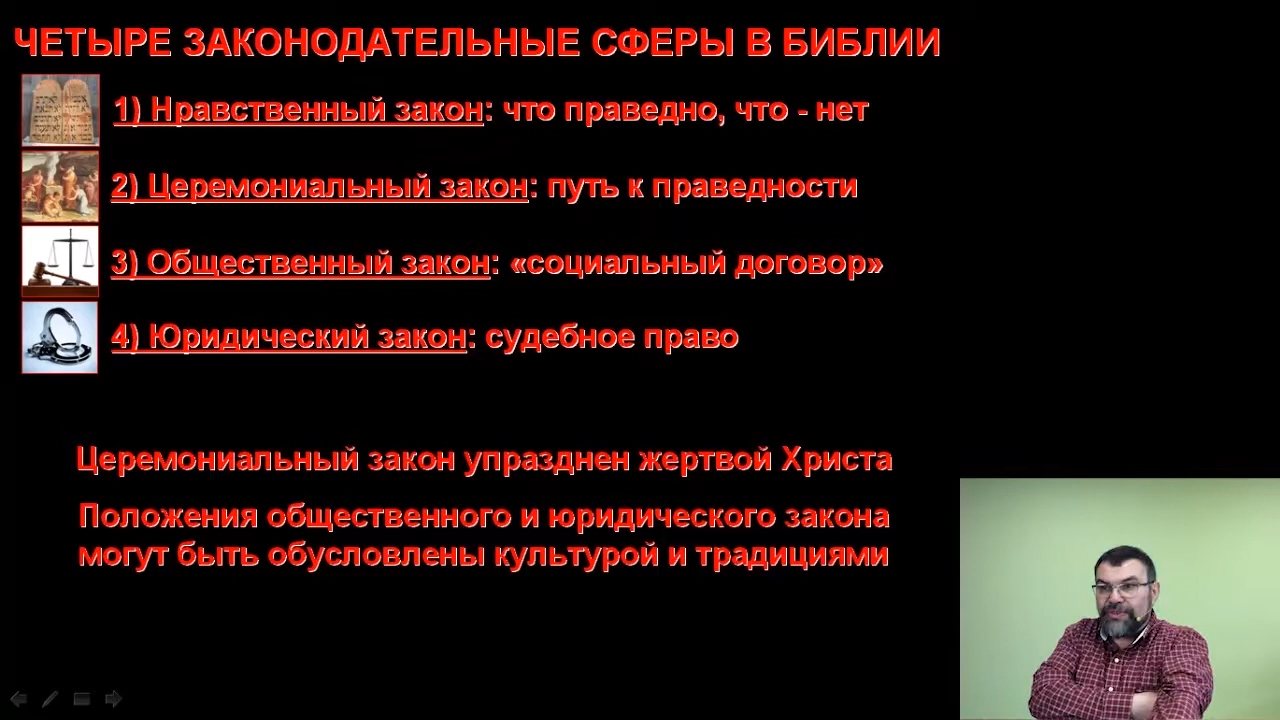 ЧЕТЫРЕ ЗАКОНОДАТЕЛЬНЫЕ СФЕРЫ В БИБЛИИ
1) Нравственный закон: что праведно, что - нет
2) Церемониальный закон: путь к праведности
3) Общественный закон: «социальный договор»
4) Юридический закон: судебное право
Церемониальный закон упразднен жертвой Христа
Положения общественного и юридического закона
могут быть обусловлены культурой и традициями